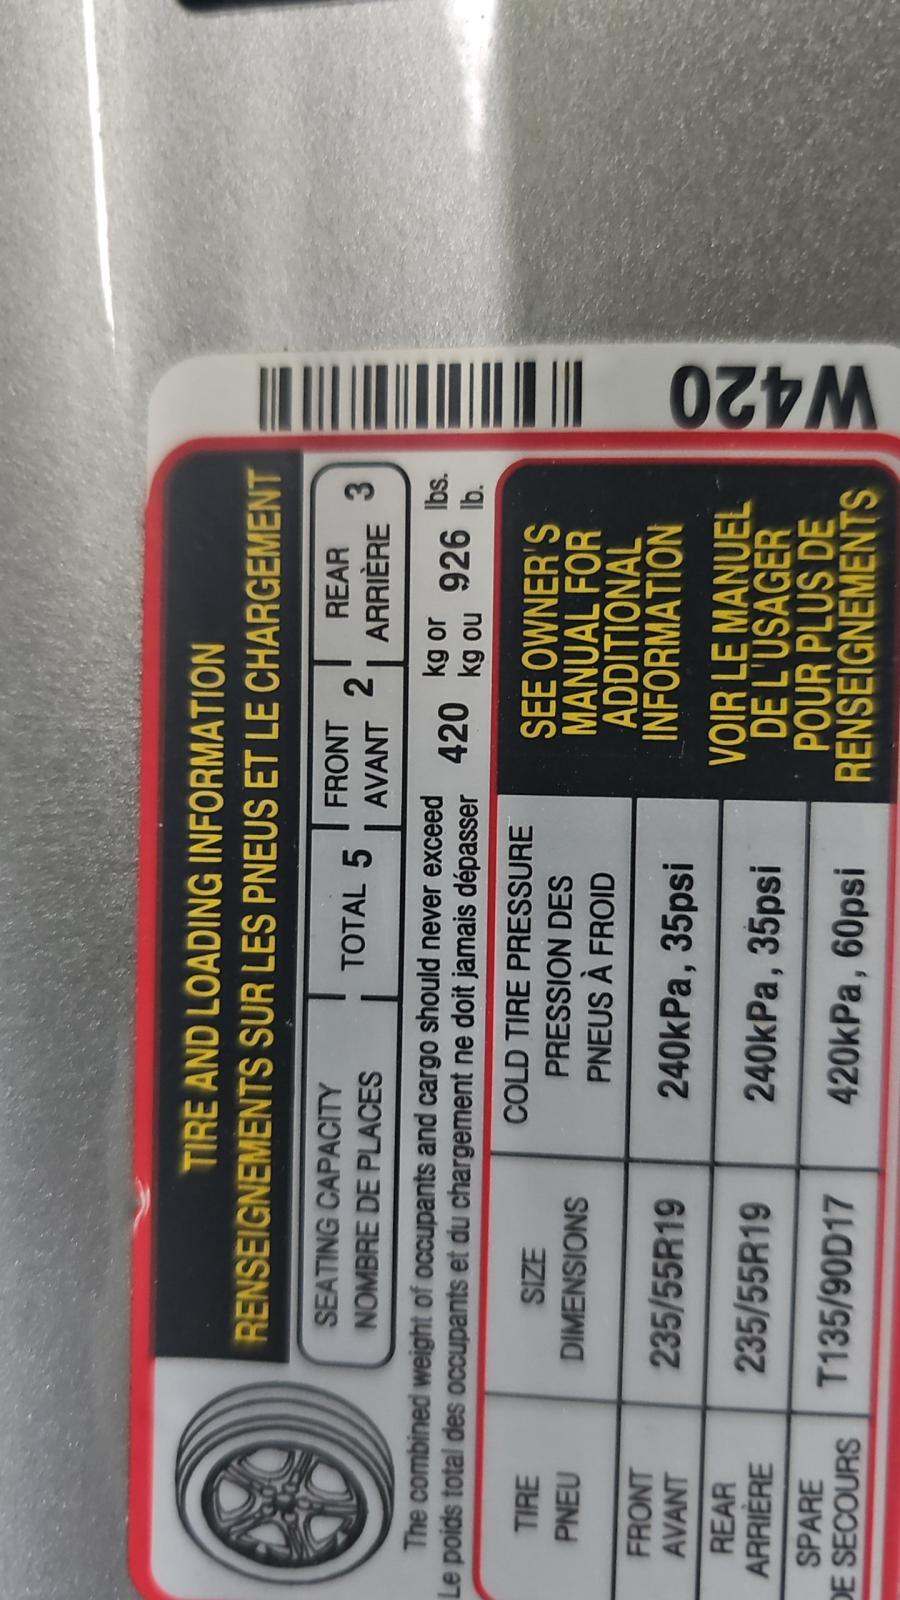 TIRE AND LOADING INFORMATION
RENSEIGNEMENTS SUR LES PNEUS ET LE CHARGEMENT
SEATING CAPACITY
NOMBRE DE PLACES
TOTAL 5
FRONT
AVANT 2
REAR
ARRIÈRE 3
The combined weight of occupants and cargo should never exceed 420 kg or 926 lbs.
Le poids total des occupants et du chargement ne doit jamais dépasser kg ou lb.
TIRE
PNEU
SIZE
DIMENSIONS
COLD TIRE PRESSURE
PRESSION DES
PNEUS À FROID
SEE OWNER'S
MANUAL FOR
ADDITIONAL
INFORMATION
VOIR LE MANUEL
DE L'USAGER
POUR PLUS DE
RENSEIGNEMENTS
FRONT
AVANT
235/55R19
240kPa, 35psi
REAR
ARRIÈRE
235/55R19
240kPa, 35psi
SPARE
DE SECOURS
T135/90D17
420kPa, 60psi
W420